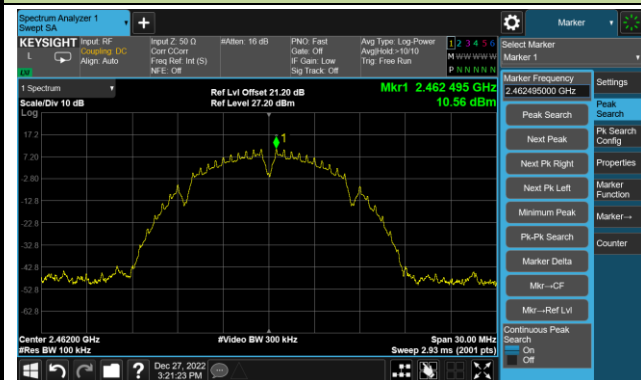 Spectrum Analyzer 1
Swept SA
+
Marker
KEYSIGHT
L
LW
Input: RF
Coupling: DC
Align: Auto
Input Z: 50 Ω
Corr CCorr
Freq Ref: Int (S)
NFE: Off
#Atten: 16 dB
PNO: Fast
Gate: Off
IF Gain: Low
Sig Track: Off
Avg Type: Log-Power
Avg|Hold:>10/10
Trig: Free Run
1 2 3 4 5 6
M W W W W W
P N N N N N
Select Marker
Marker 1
1 Spectrum
Scale/Div 10 dB
Log
Ref Lvl Offset 21.20 dB
Ref Level 27.20 dBm
Mkr1 2.462 495 GHz
10.56 dBm
17.2
7.20
-2.80
-12.8
-22.8
-32.8
-42.8
-52.8
-62.8
1
Center 2.46200 GHz
#Res BW 100 kHz
#Video BW 300 kHz
Span 30.00 MHz
Sweep 2.93 ms (2001 pts)
Marker Frequency
2.462495000 GHz
Peak Search
Next Peak
Next Pk Right
Next Pk Left
Minimum Peak
Pk-Pk Search
Marker Delta
Mkr→CF
Mkr→Ref Lvl
Continuous Peak
Search
On
Off
Settings
Peak
Search
Pk Search
Config
Properties
Marker
Function
Marker→
Counter
?
Dec 27, 2022
3:21:23 PM